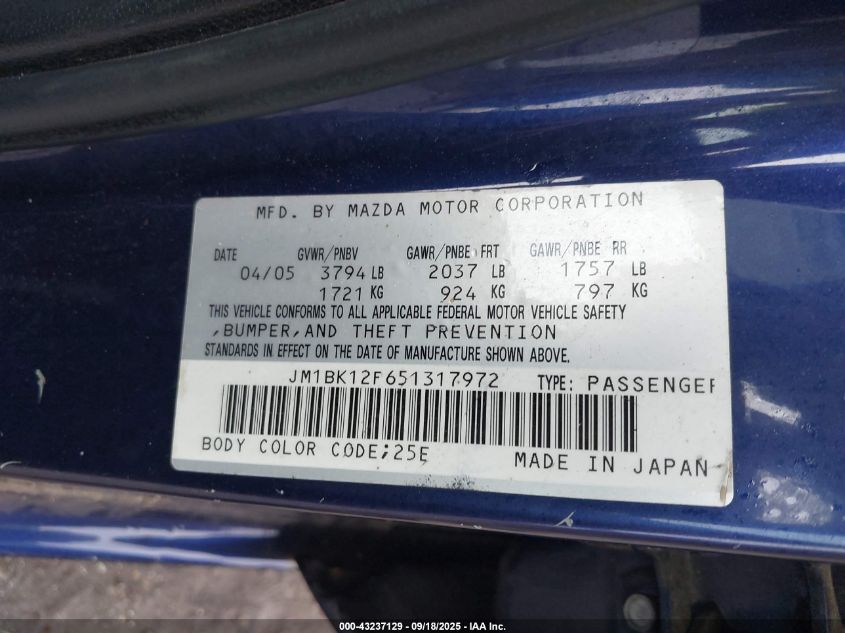 MFD. BY MAZDA MOTOR CORPORATION
DATE GVWR/PNBV GAWR/PNBE FRT GAWR/PNBE RR
04/05 3794 LB 2037 LB 1757 LB
1721 KG 924 KG 797 KG
THIS VEHICLE CONFORMS TO ALL APPLICABLE FEDERAL MOTOR VEHICLE SAFETY
,BUMPER,AND THEFT PREVENTION
STANDARDS IN EFFECT ON THE DATE OF MANUFACTURE SHOWN ABOVE.
JM1BK12F651317972 TYPE: PASSENGER
BODY COLOR CODE;25E MADE IN JAPAN
000-43237129 - 09/18/2025 - IAA Inc.